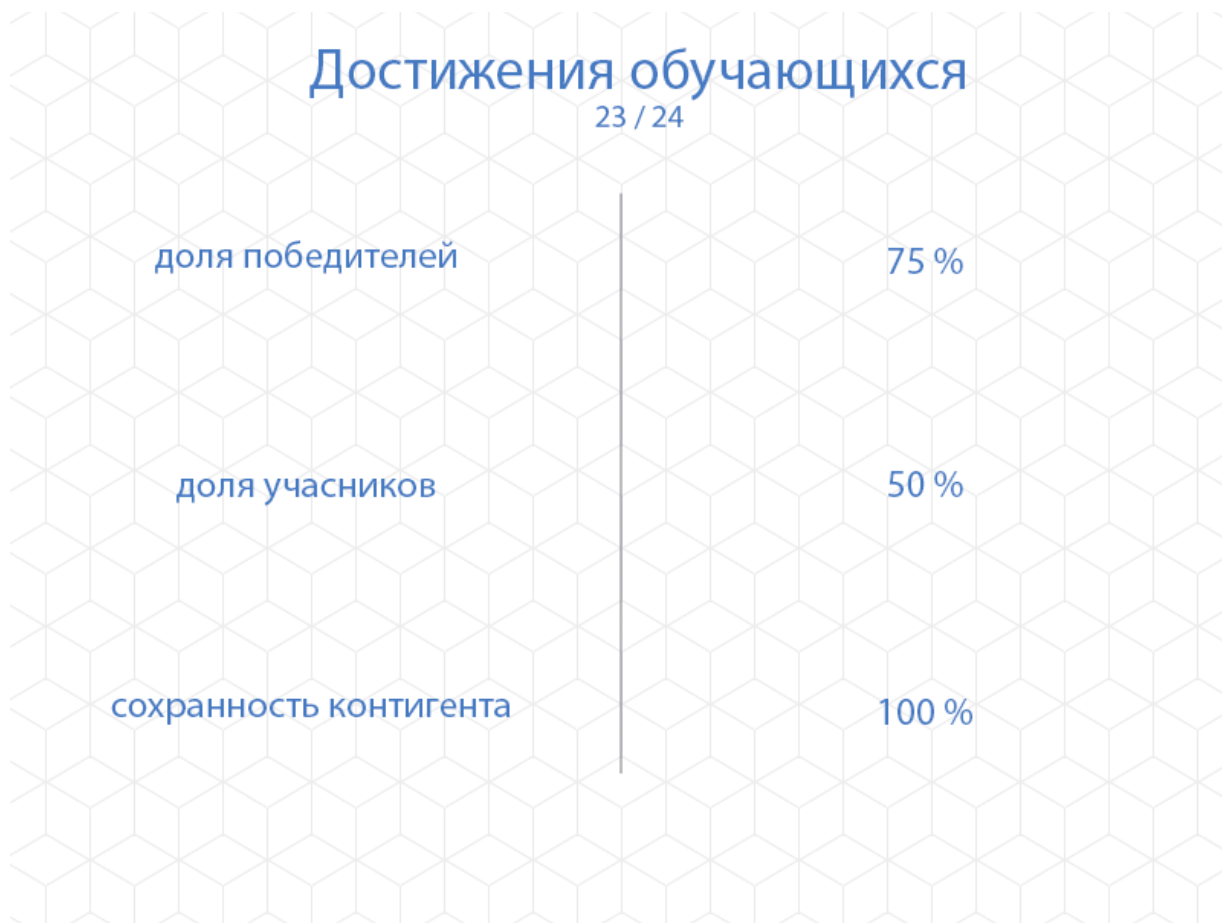 Достижения обучающихся
23 / 24
доля победителей
75 %
доля учасников
50 %
сохранность контигента
100 %